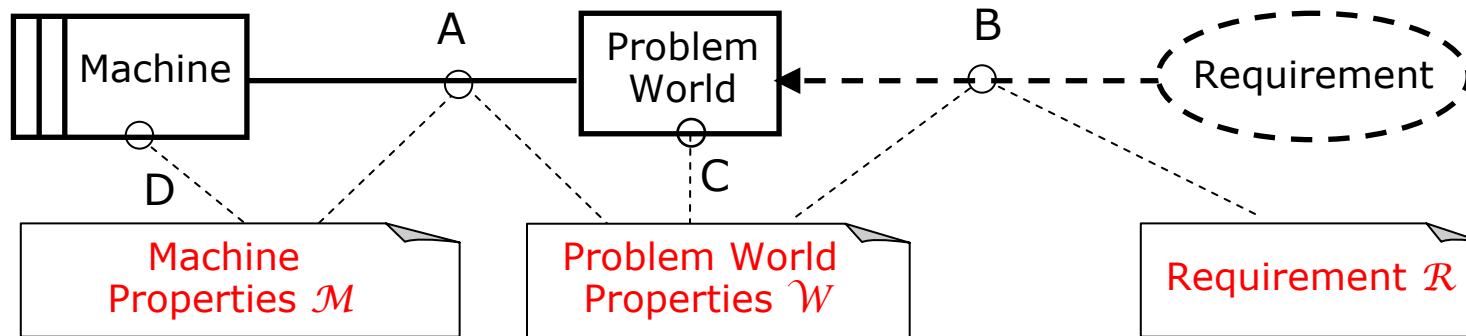 A
B
Machine
Problem
World
Requirement
D
C
Machine
Properties ℳ
Problem World
Properties 𝒲
Requirement ℛ